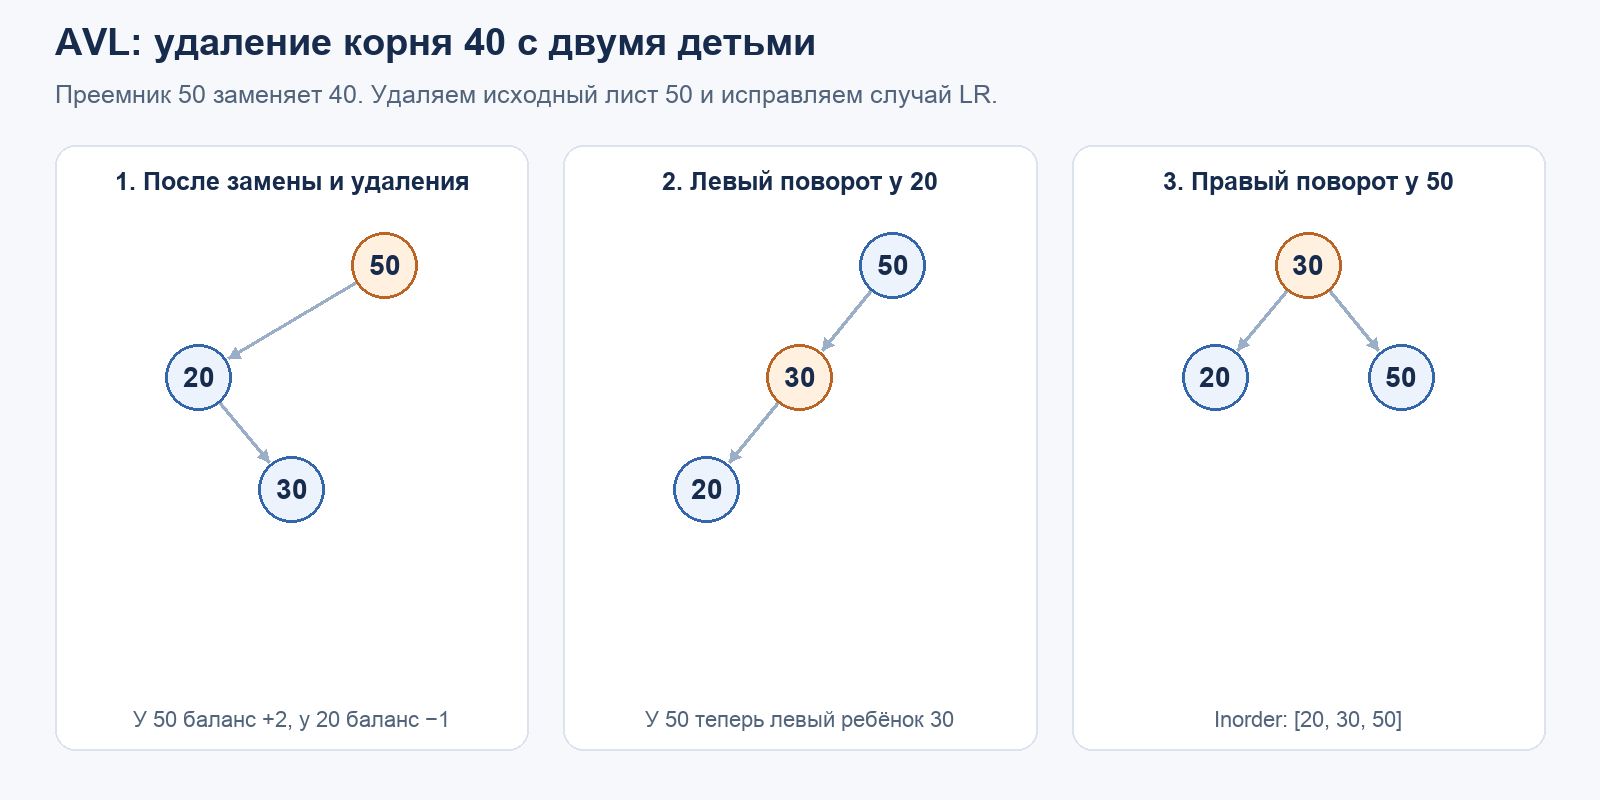 AVL: удаление корня 40 с двумя детьми
Преемник 50 заменяет 40. Удаляем исходный лист 50 и исправляем случай LR.
1. После замены и удаления
50
20
30
У 50 баланс +2, у 20 баланс −1
2. Левый поворот у 20
50
30
20
У 50 теперь левый ребёнок 30
3. Правый поворот у 50
30
20
50
Inorder: [20, 30, 50]